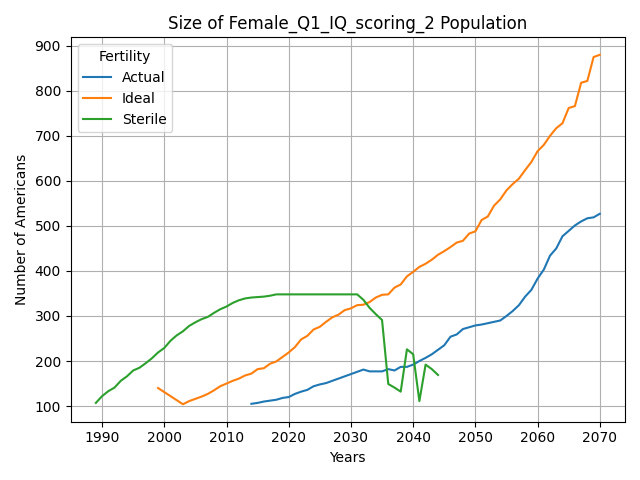 Size of Female_Q1_IQ_scoring_2 Population
Number of Americans
900
800
700
600
500
400
300
200
100
Fertility
Actual
Ideal
Sterile
1990 2000 2010 2020 2030 2040 2050 2060 2070
Years